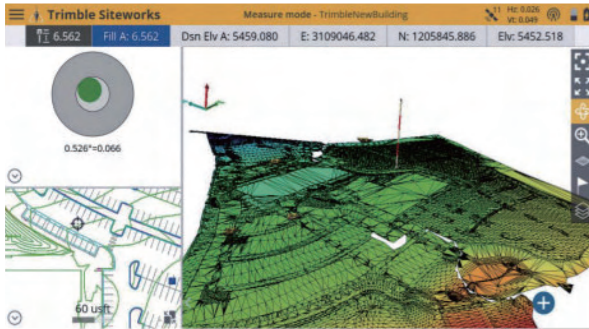 Trimble Siteworks
Measure mode - TrimbleNewBuilding
11 Hz: 0.026
Vt: 0.049
6.562
Fill A: 6.562
Dsn Elv A: 5459.080
E: 3109046.482
N: 1205845.886
Elv: 5452.518
0.526°=0.066
60 usft